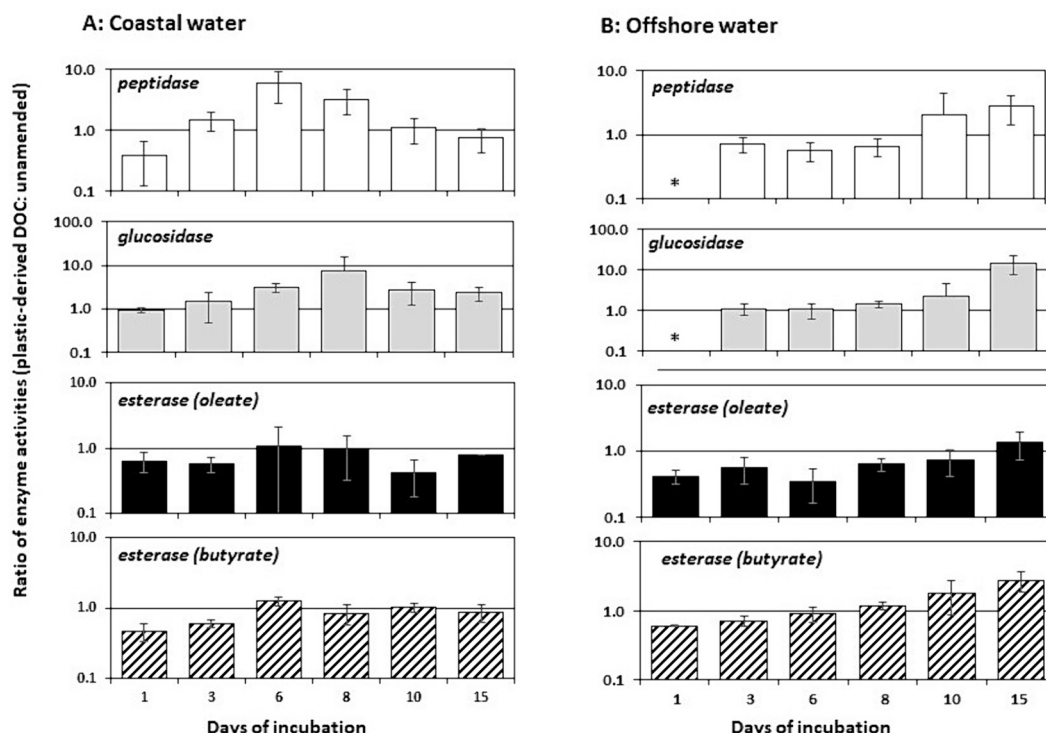 A: Coastal water
B: Offshore water
Ratio of enzyme activities (plastic-derived DOC: unamended)
10.0
peptidase
1.0
0.1
100.0
glucosidase
10.0
1.0
0.1
10.0
esterase (oleate)
1.0
0.1
10.0
esterase (butyrate)
1.0
0.1
1 3 6 8 10 15
Days of incubation
10.0
peptidase
1.0
0.1
*
100.0
glucosidase
10.0
1.0
0.1
*
10.0
esterase (oleate)
1.0
0.1
10.0
esterase (butyrate)
1.0
0.1
1 3 6 8 10 15
Days of incubation